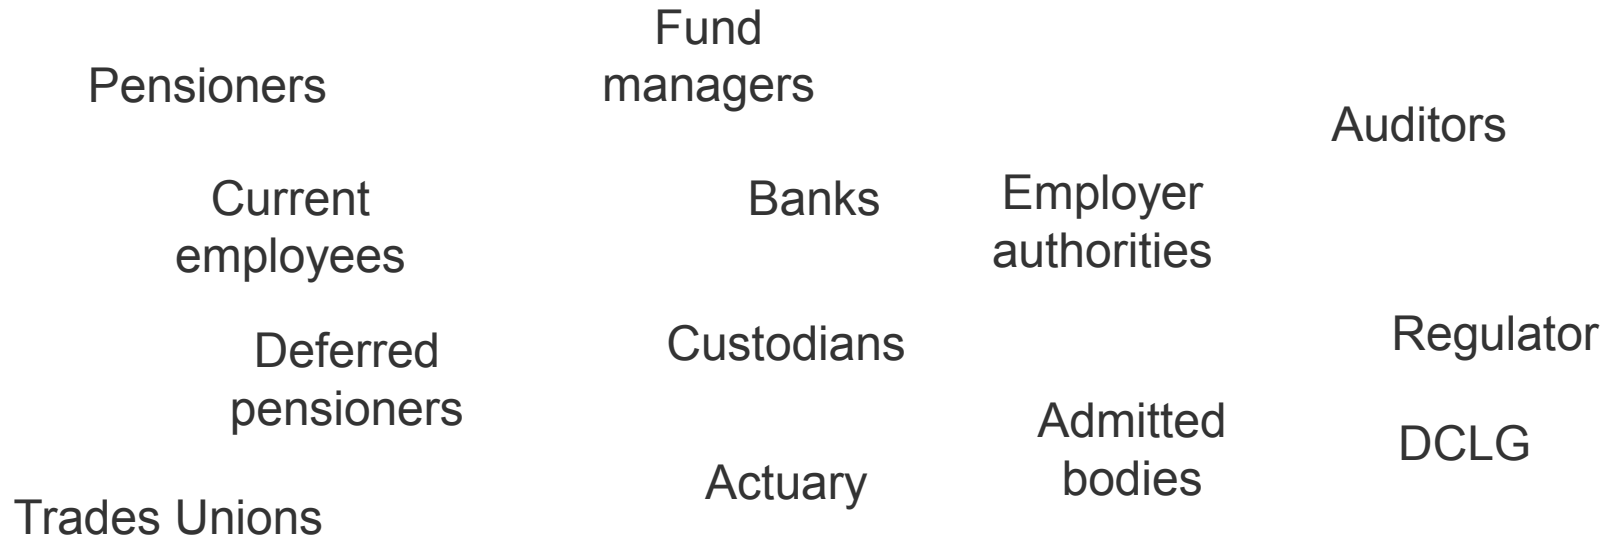 Pensioners
Current
employees
Deferred
pensioners
Trades Unions
Fund
managers
Banks
Custodians
Actuary
Employer
authorities
Admitted
bodies
Auditors
Regulator
DCLG